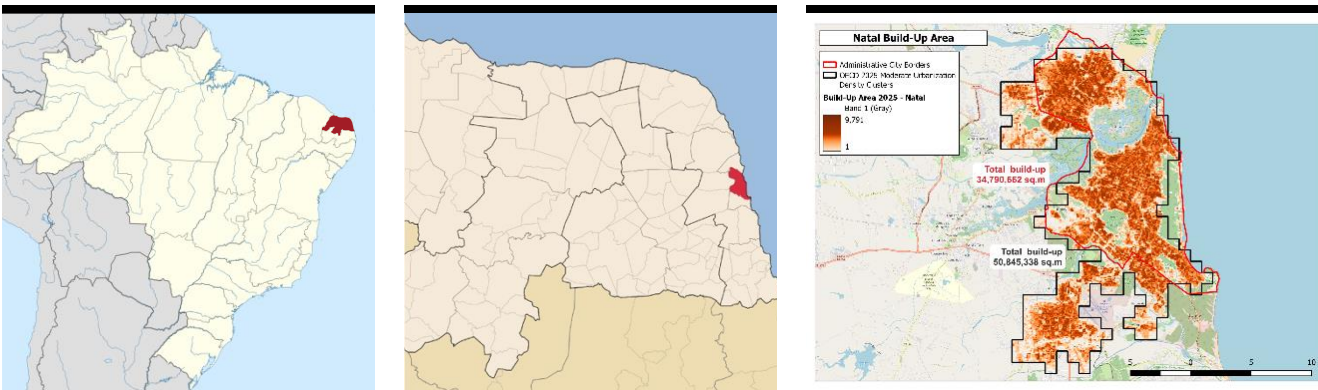 Natal Build-Up Area
Administrative City Borders
OECD 2025 Moderate Urbanization
Density Clusters
Build-Up Area 2025 - Natal
Band 1 (Gray)
9,791
1
Total build-up
34,790,552 sq.m
Total build-up
50,845,338 sq.m
5 0 5 10